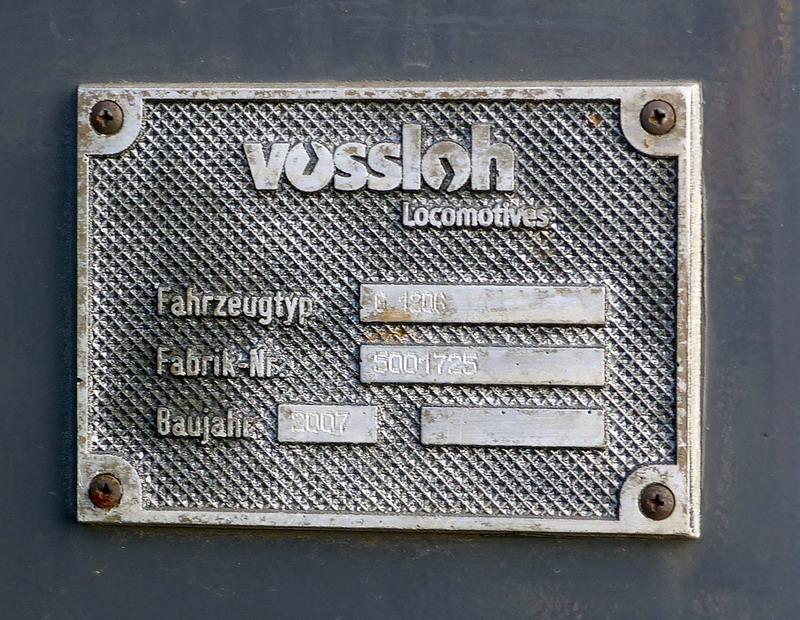 vossloh
Locomotives
Fahrzeugtyp G 1206
Fabrik-Nr. 5001725
Baujahr 2007